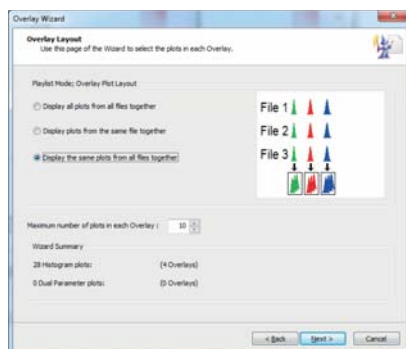 Overlay Wizard
Overlay Layout
Use this page of the Wizard to select the plots in each Overlay.
Playlist Mode; Overlay Plot Layout
Display all plots from all files together
Display plots from the same file together
Display the same plots from all files together
File 1
File 2
File 3
Maximum number of plots in each Overlay :
10
Wizard Summary
28 Histogram plots: (4 Overlays)
0 Dual Parameter plots: (0 Overlays)
< Back Next > Cancel